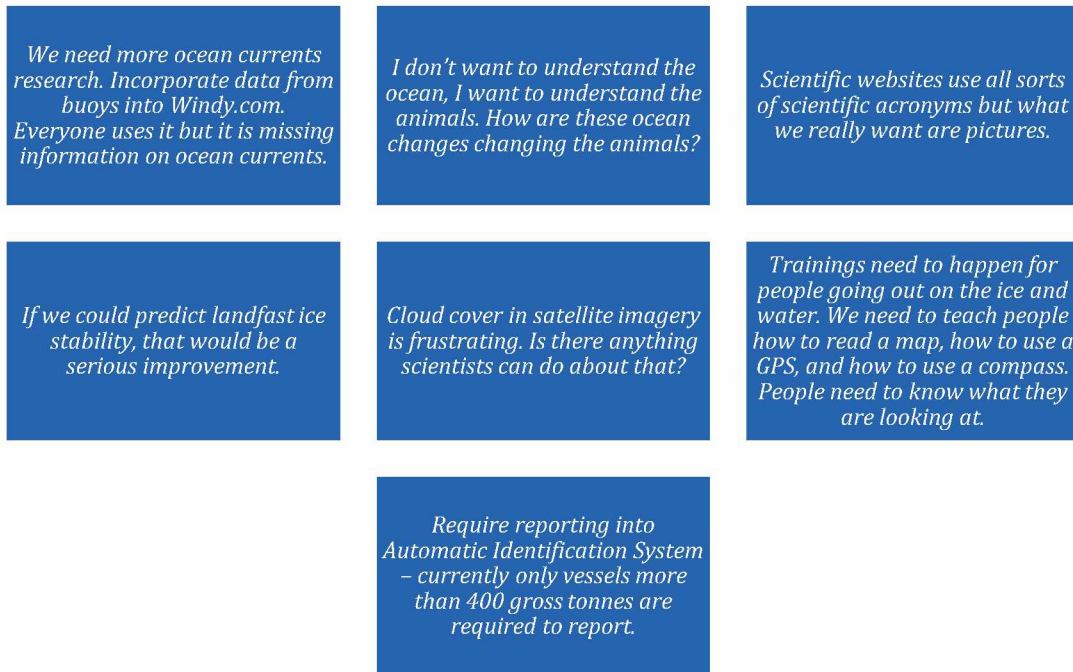 We need more ocean currents
research. Incorporate data from
buoys into Windy.com.
Everyone uses it but it is missing
information on ocean currents.
I don't want to understand the
ocean, I want to understand the
animals. How are these ocean
changes changing the animals?
Scientific websites use all sorts
of scientific acronyms but what
we really want are pictures.
If we could predict landfast ice
stability, that would be a
serious improvement.
Cloud cover in satellite imagery
is frustrating. Is there anything
scientists can do about that?
Trainings need to happen for
people going out on the ice and
water. We need to teach people
how to read a map, how to use a
GPS, and how to use a compass.
People need to know what they
are looking at.
Require reporting into
Automatic Identification System
– currently only vessels more
than 400 gross tonnes are
required to report.